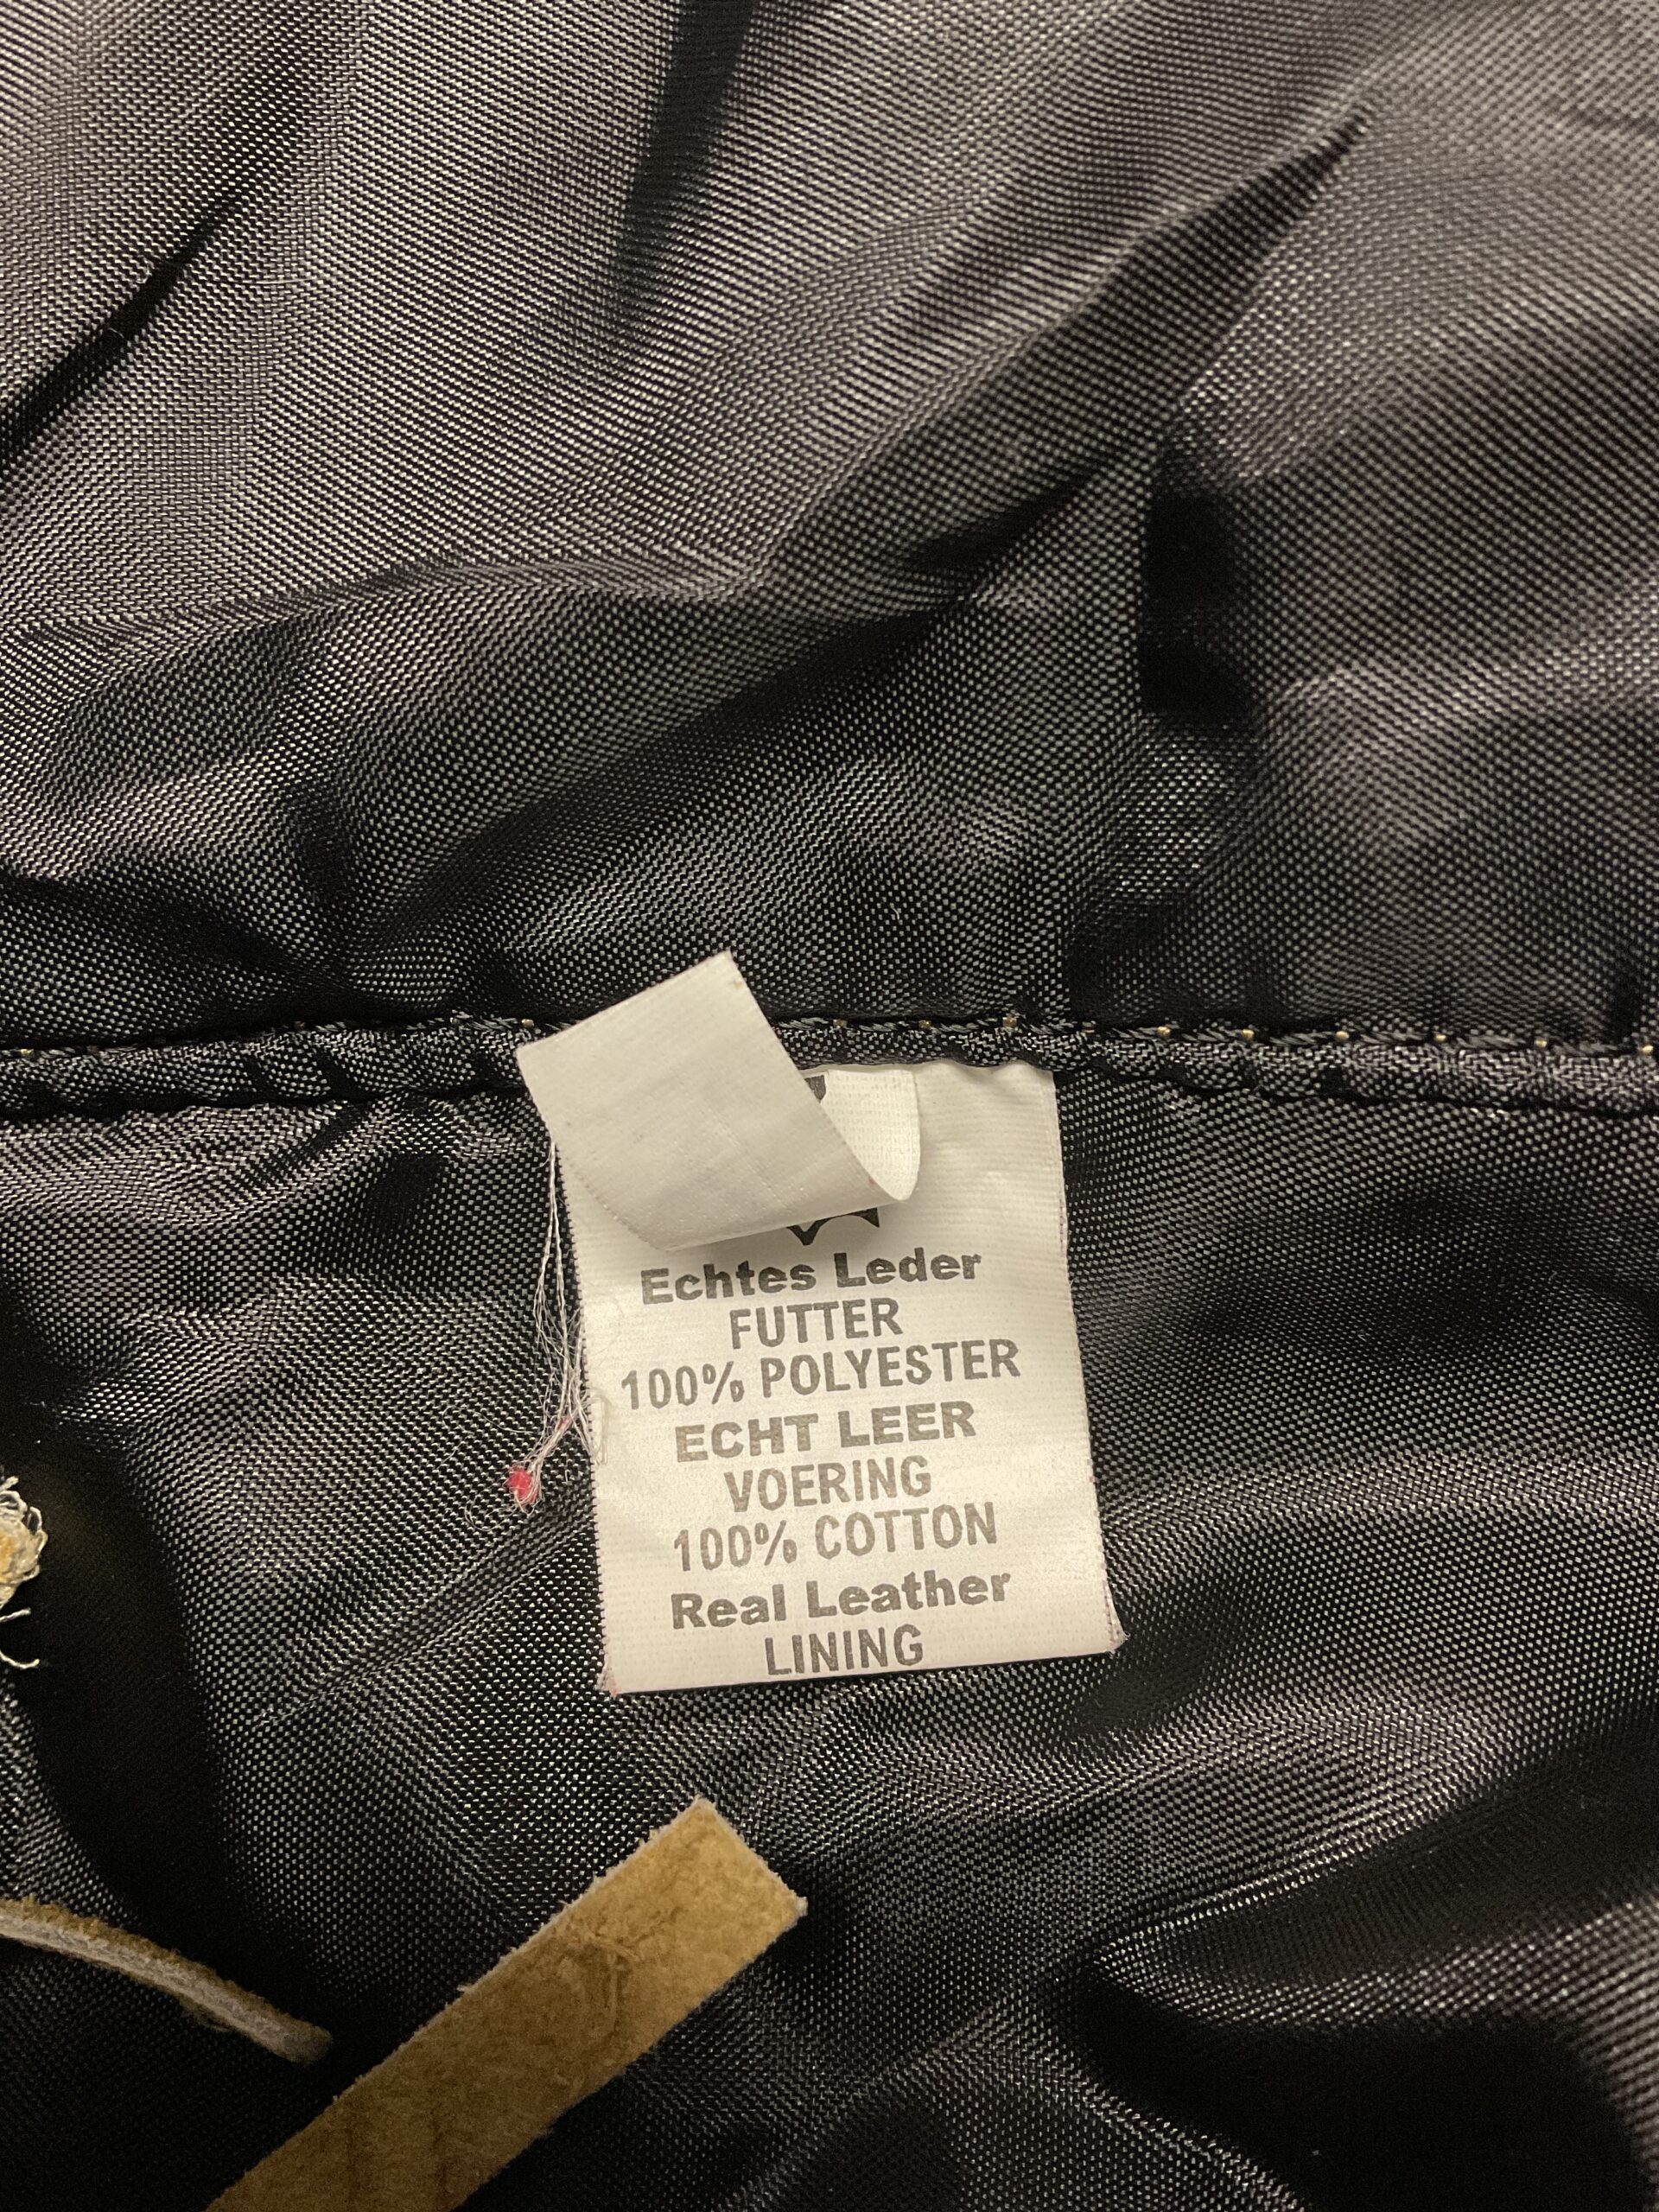 Echtes Leder
FUTTER
100% POLYESTER
ECHT LEER
VOERING
100% COTTON
Real Leather
LINING